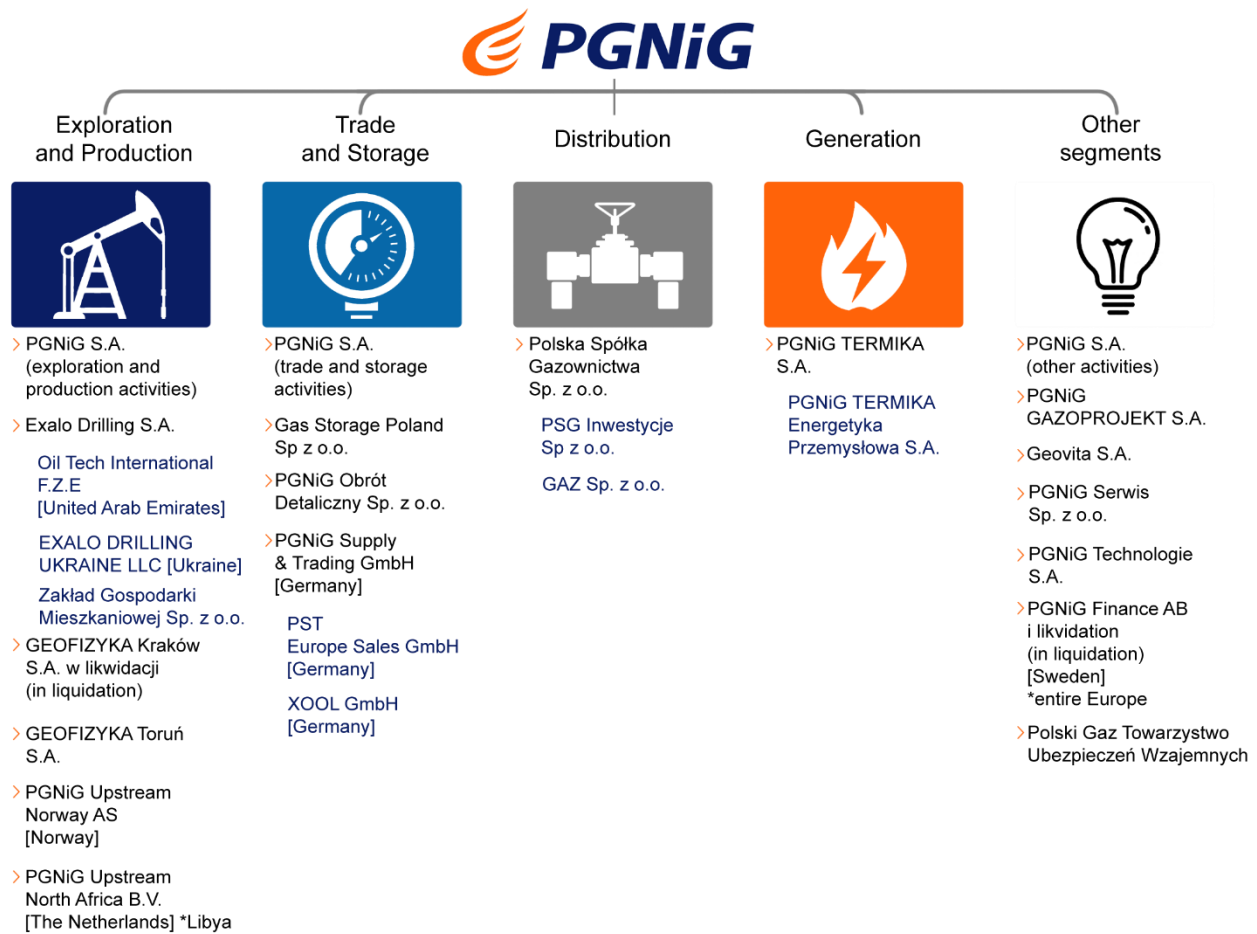 PGNiG
Exploration
and Production
PGNiG S.A.
(exploration and
production activities)
Exalo Drilling S.A.
Oil Tech International
F.Z.E
[United Arab Emirates]
EXALO DRILLING
UKRAINE LLC [Ukraine]
Zakład Gospodarki
Mieszkaniowej Sp. z o.o.
GEOFIZYKA Kraków
S.A. w likwidacji
(in liquidation)
GEOFIZYKA Toruń
S.A.
PGNiG Upstream
Norway AS
[Norway]
PGNiG Upstream
North Africa B.V.
[The Netherlands] *Libya
Trade
and Storage
PGNiG S.A.
(trade and storage
activities)
Gas Storage Poland
Sp z o.o.
PGNiG Obrót
Detaliczny Sp. z o.o.
PGNiG Supply
& Trading GmbH
[Germany]
PST
Europe Sales GmbH
[Germany]
XOOL GmbH
[Germany]
Distribution
Polska Spółka
Gazownictwa
Sp. z o.o.
PSG Inwestycje
Sp z o.o.
GAZ Sp. z o.o.
Generation
PGNiG TERMIKA
S.A.
PGNiG TERMIKA
Energetyka
Przemysłowa S.A.
Other
segments
PGNiG S.A.
(other activities)
PGNiG
GAZOPROJEKT S.A.
Geovita S.A.
PGNiG Serwis
Sp. z o.o.
PGNiG Technologie
S.A.
PGNiG Finance AB
i likvidation
(in liquidation)
[Sweden]
*entire Europe
Polski Gaz Towarzystwo
Ubezpieczeń Wzajemnych